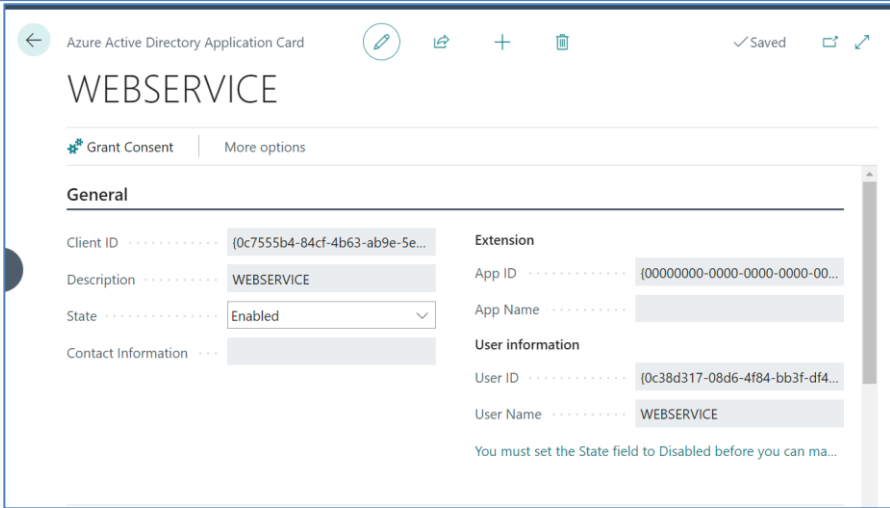 Azure Active Directory Application Card
Saved
WEBSERVICE
Grant Consent
More options
General
Client ID
{0c7555b4-84cf-4b63-ab9e-5e...
Description
WEBSERVICE
State
Enabled
Contact Information
Extension
App ID
{00000000-0000-0000-0000-00...
App Name
User information
User ID
{0c38d317-08d6-4f84-bb3f-df4...
User Name
WEBSERVICE
You must set the State field to Disabled before you can ma...